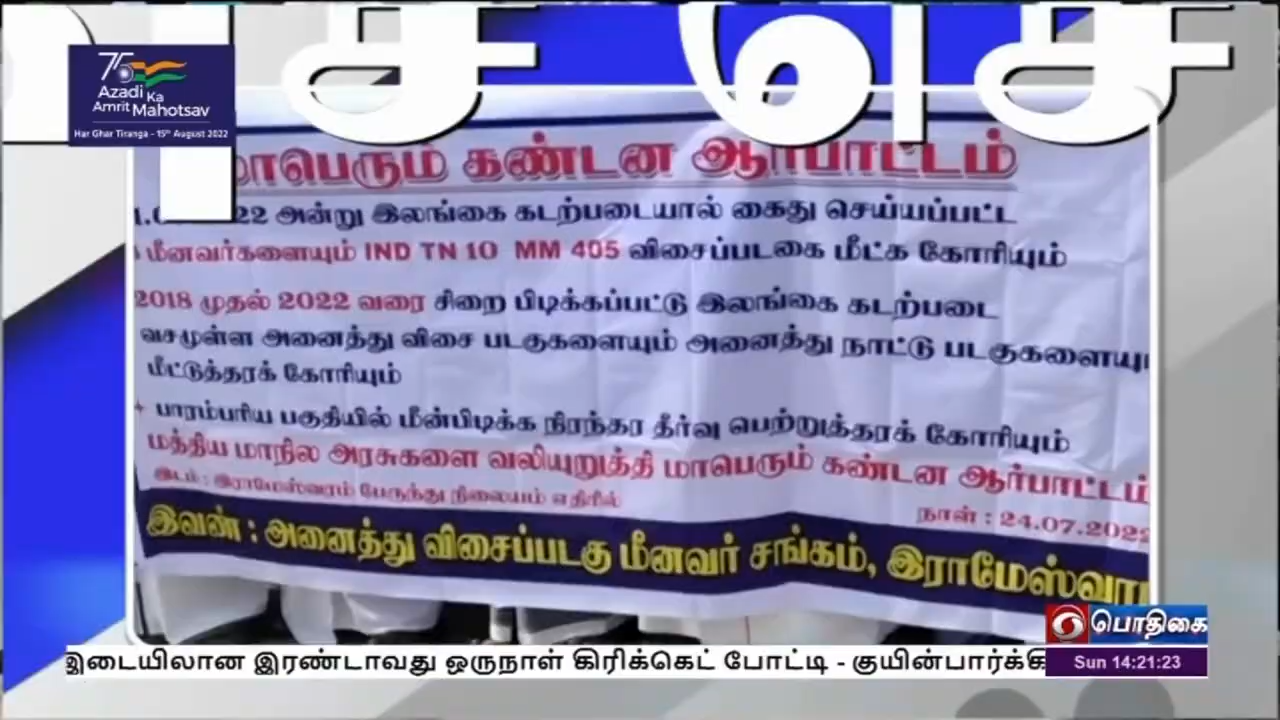 75
Azadi
Ka
Amrit Mahotsav
Har Ghar Tiranga - 15th August 2022
மாபெரும் கண்டன ஆர்பாட்டம்
அன்று இலங்கை கடற்படையால் கைது செய்யப்பட்ட
மீனவர்களையும் IND TN 10 MM 405 விசைப்படகை மீட்க கோரியும்
2018 முதல் 2022 வரை சிறை பிடிக்கப்பட்டு இலங்கை கடற்படை
வசமுள்ள அனைத்து விசை படகுகளையும் அனைத்து நாட்டு படகுகளையு
மீட்டுத்தரக் கோரியும்
+ பாரம்பரிய பகுதியில் மீன்பிடிக்க நிரந்தர தீர்வு பெற்றுத்தரக் கோரியும்
மத்திய மாநில அரசுகளை வலியுறுத்தி மாபெரும் கண்டன ஆர்பாட்டம்
இடம் : இராமேஸ்வரம் பேருந்து நிலையம் எதிரில்
நாள் : 24.07.2022
இவண் : அனைத்து விசைப்படகு மீனவர் சங்கம், இராமேஸ்வர
பொதிகை
Sun 14:21:23
இடையிலான இரண்டாவது ஒருநாள் கிரிக்கெட் போட்டி - குயின்பார்க்கி